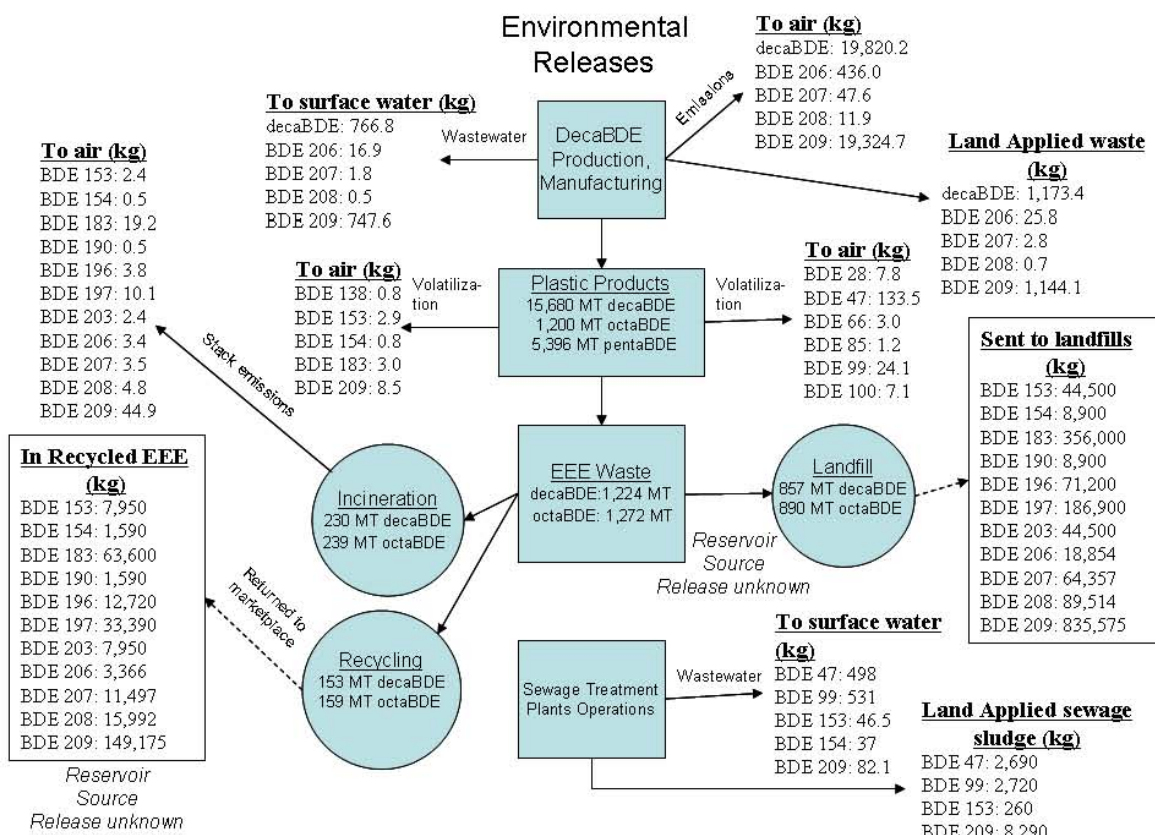 Environmental
Releases
To air (kg)
decaBDE: 19,820.2
BDE 206: 436.0
BDE 207: 47.6
BDE 208: 11.9
BDE 209: 19,324.7
Emissions
To surface water (kg)
decaBDE: 766.8
BDE 206: 16.9
BDE 207: 1.8
BDE 208: 0.5
BDE 209: 747.6
Wastewater
DecaBDE
Production,
Manufacturing
Land Applied waste
(kg)
decaBDE: 1,173.4
BDE 206: 25.8
BDE 207: 2.8
BDE 208: 0.7
BDE 209: 1,144.1
To air (kg)
BDE 153: 2.4
BDE 154: 0.5
BDE 183: 19.2
BDE 190: 0.5
BDE 196: 3.8
BDE 197: 10.1
BDE 203: 2.4
BDE 206: 3.4
BDE 207: 3.5
BDE 208: 4.8
BDE 209: 44.9
Stack emissions
To air (kg)
BDE 138: 0.8
BDE 153: 2.9
BDE 154: 0.8
BDE 183: 3.0
BDE 209: 8.5
Volatiliza-
tion
Plastic Products
15,680 MT decaBDE
1,200 MT octaBDE
5,396 MT pentaBDE
Volatiliza-
tion
To air (kg)
BDE 28: 7.8
BDE 47: 133.5
BDE 66: 3.0
BDE 85: 1.2
BDE 99: 24.1
BDE 100: 7.1
Sent to landfills
(kg)
BDE 153: 44,500
BDE 154: 8,900
BDE 183: 356,000
BDE 190: 8,900
BDE 196: 71,200
BDE 197: 186,900
BDE 203: 44,500
BDE 206: 18,854
BDE 207: 64,357
BDE 208: 89,514
BDE 209: 835,575
In Recycled EEE
(kg)
BDE 153: 7,950
BDE 154: 1,590
BDE 183: 63,600
BDE 190: 1,590
BDE 196: 12,720
BDE 197: 33,390
BDE 203: 7,950
BDE 206: 3,366
BDE 207: 11,497
BDE 208: 15,992
BDE 209: 149,175
Reservoir
Source
Release unknown
Incineration
230 MT decaBDE
239 MT octaBDE
EEE Waste
decaBDE:1,224 MT
octaBDE: 1,272 MT
Landfill
857 MT decaBDE
890 MT octaBDE
Reservoir
Source
Release unknown
Returned to
marketplace
Recycling
153 MT decaBDE
159 MT octaBDE
Sewage Treatment
Plants Operations
Wastewater
To surface water
(kg)
BDE 47: 498
BDE 99: 531
BDE 153: 46.5
BDE 154: 37
BDE 209: 82.1
Land Applied sewage
sludge (kg)
BDE 47: 2,690
BDE 99: 2,720
BDE 153: 260
BDE 209: 8,290